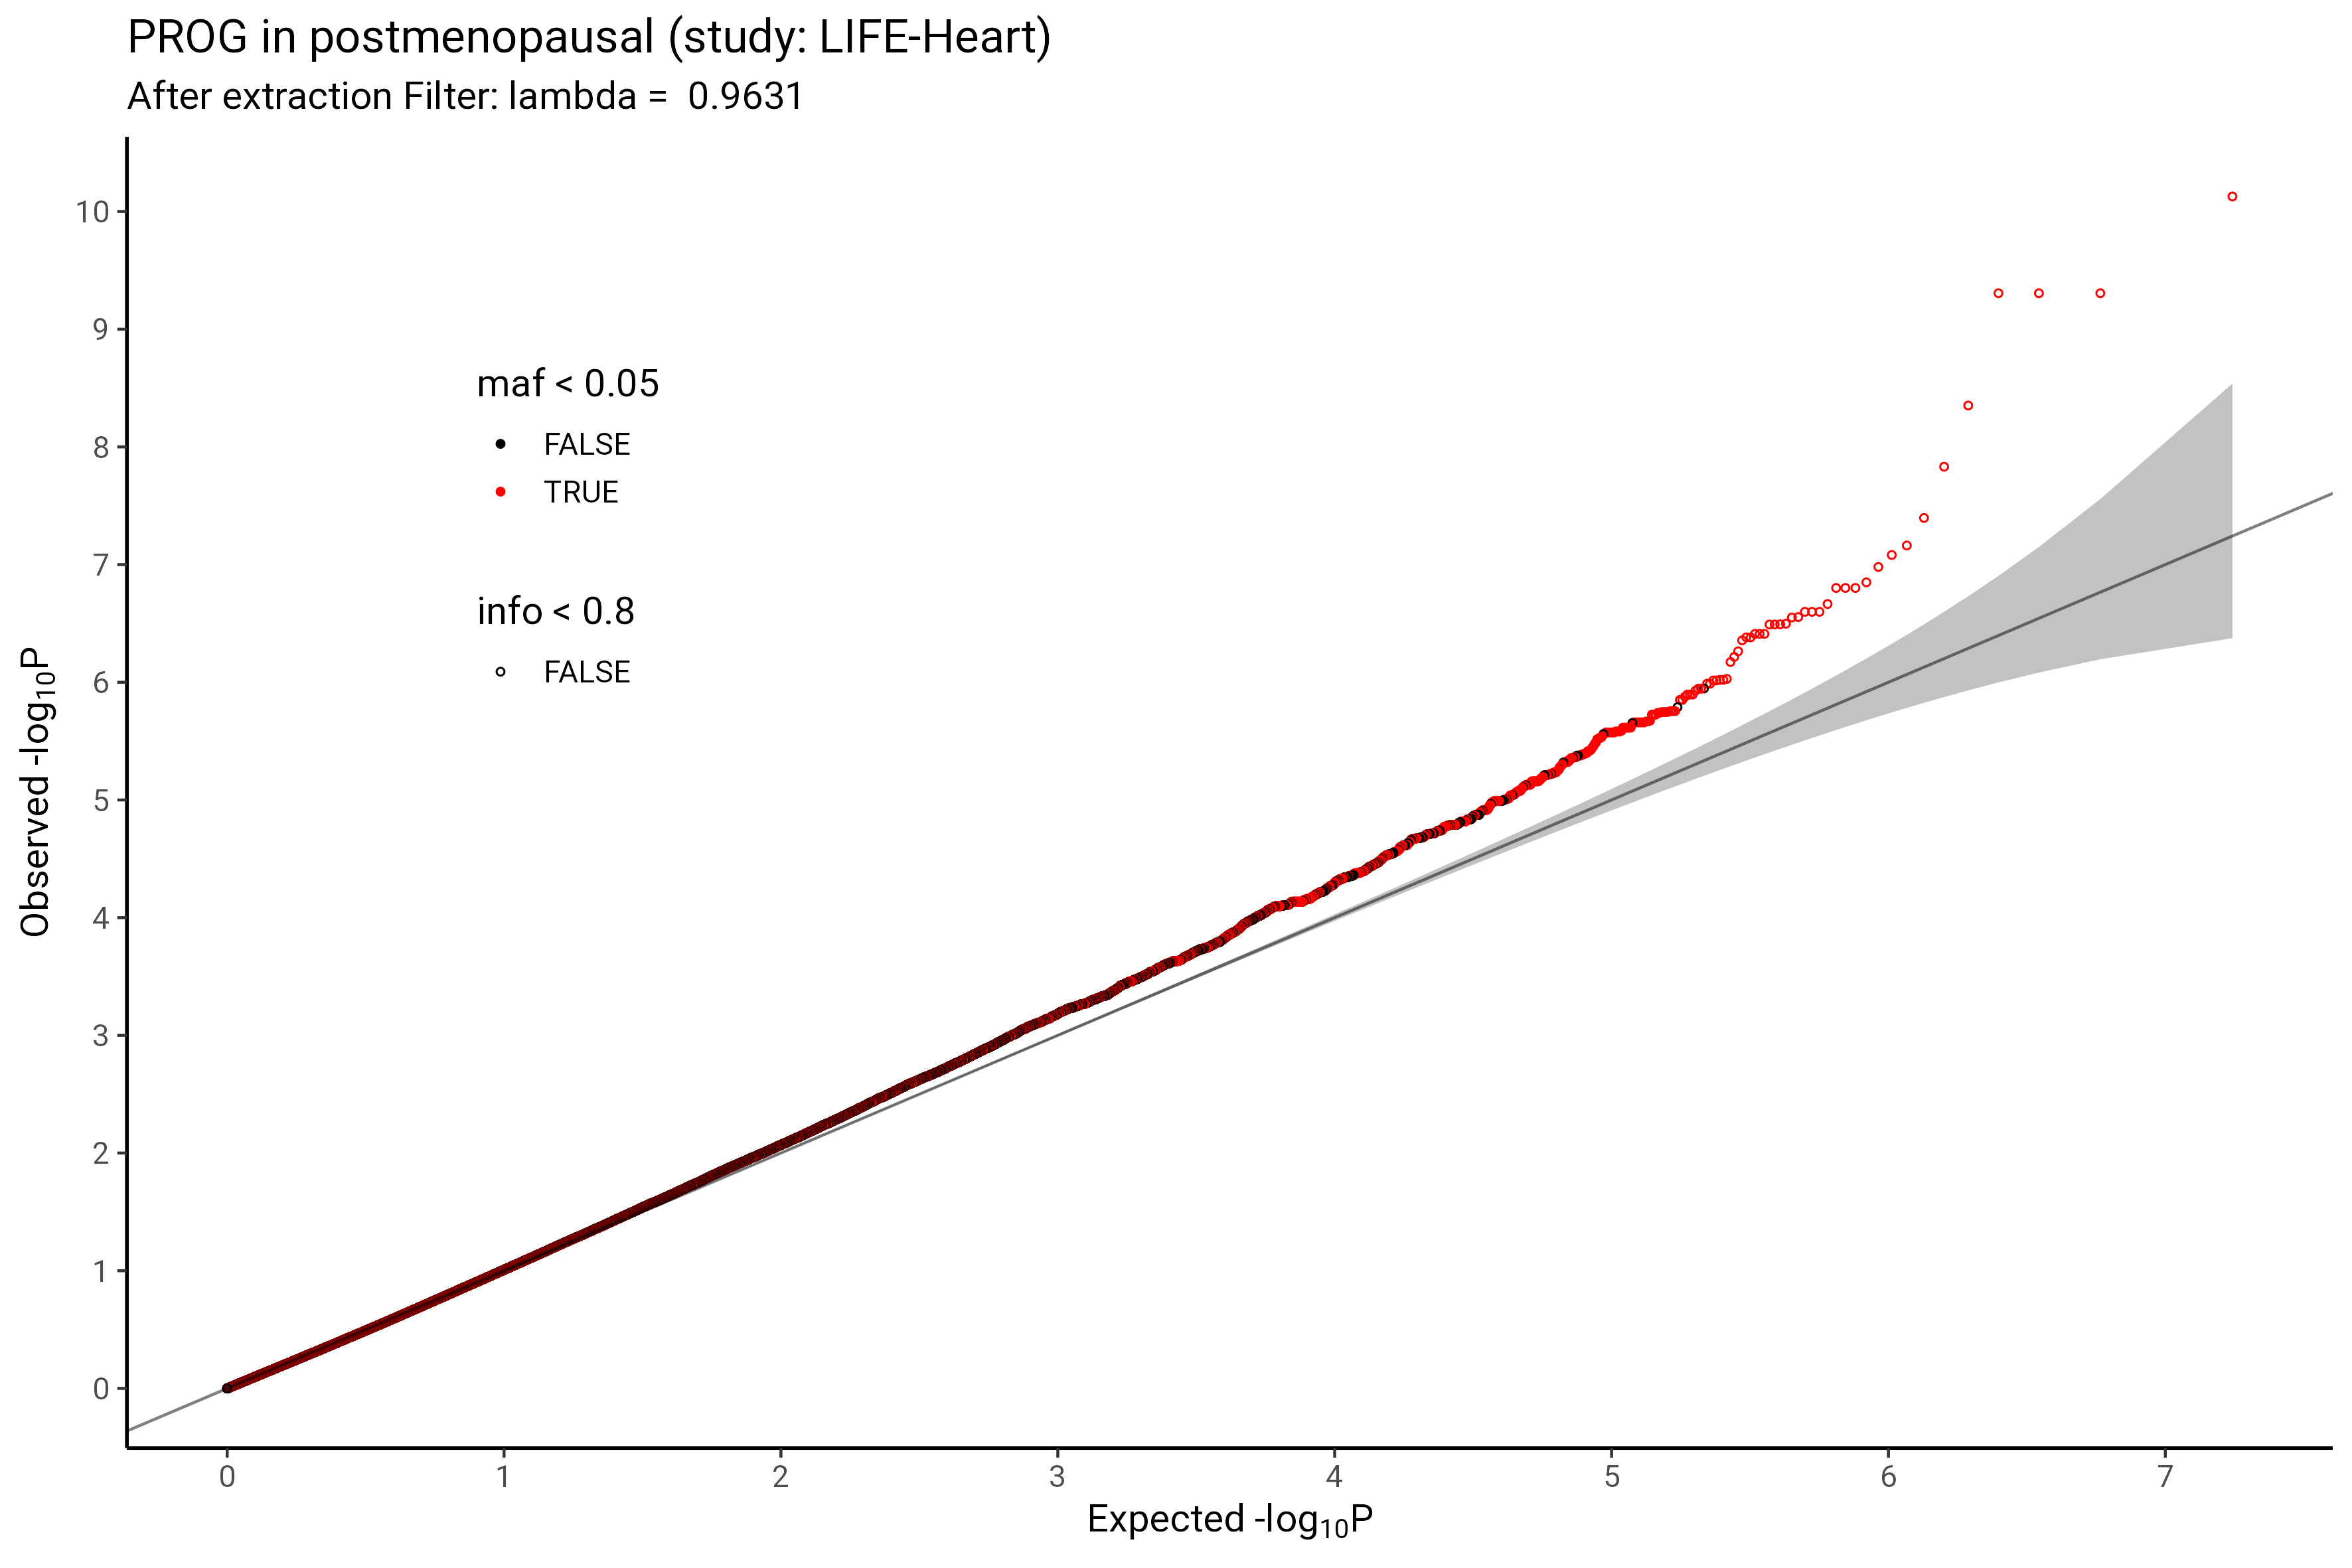 PROG in postmenopausal (study: LIFE-Heart)
After extraction Filter: lambda =  0.9631
10
9
8
7
6
5
4
3
2
1
0
Observed -log10P
maf < 0.05
FALSE
TRUE
info < 0.8
FALSE
0 1 2 3 4 5 6 7
Expected -log10P